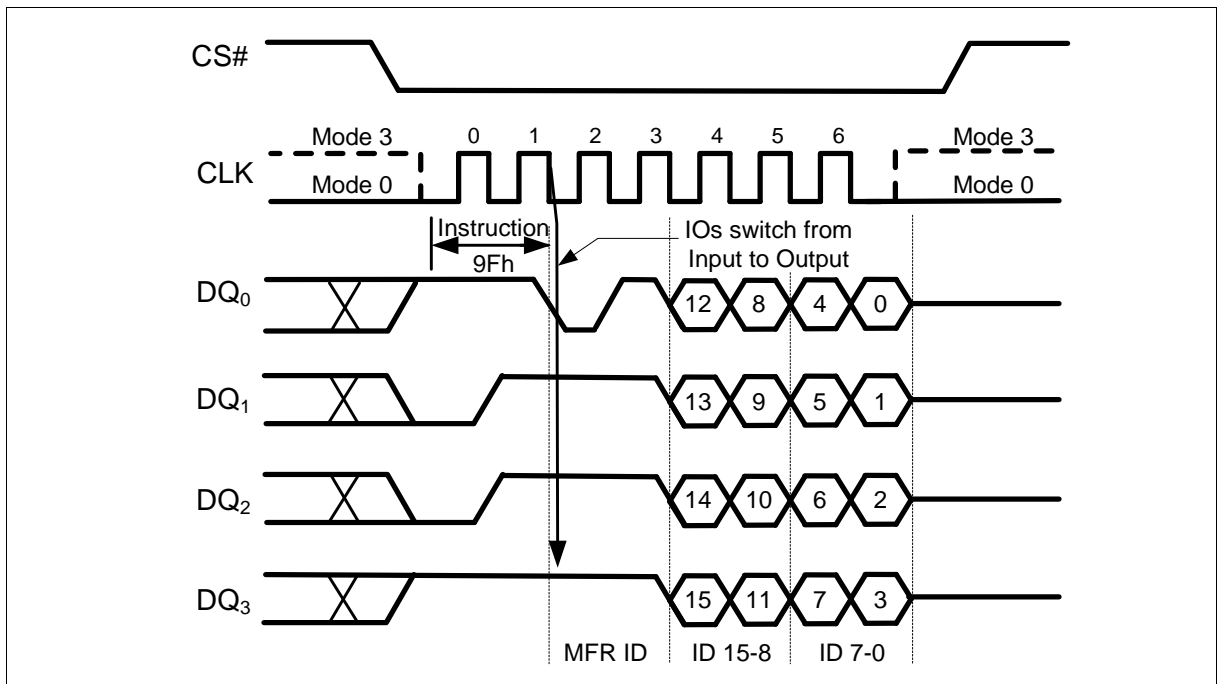 CS#
Mode 3 0 1 2 3 4 5 6 Mode 3
CLK
Mode 0 Mode 0
Instruction
9Fh
IOs switch from
Input to Output
DQ0 12 8 4 0
DQ1 13 9 5 1
DQ2 14 10 6 2
DQ3 15 11 7 3
MFR ID ID 15-8 ID 7-0